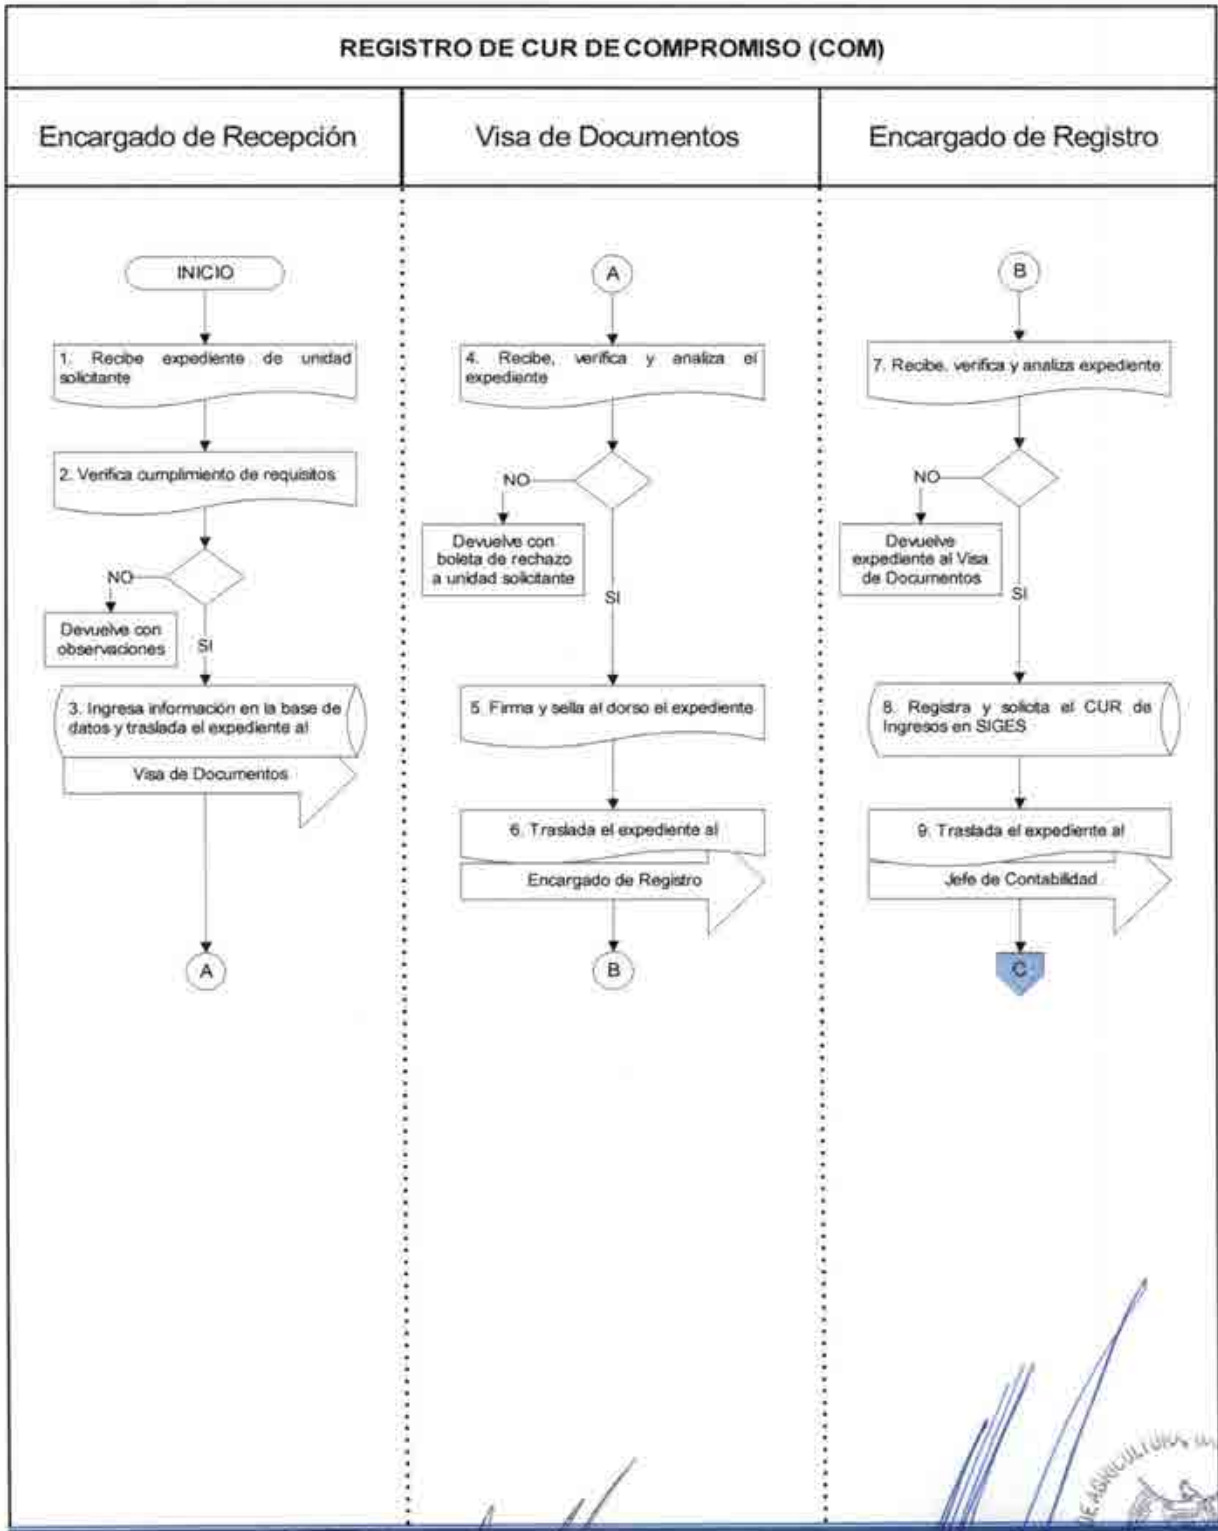 REGISTRO DE CUR DE COMPROMISO (COM)
Encargado de Recepción
Visa de Documentos
Encargado de Registro
INICIO
1. Recibe expediente de unidad
solicitante
2. Verifica cumplimiento de requisitos
NO
Devuelve con
observaciones
SI
3. Ingresa información en la base de
datos y traslada el expediente al
Visa de Documentos
A
A
4. Recibe, verifica y analiza el
expediente
NO
Devuelve con
boleta de rechazo
a unidad solicitante
SI
5. Firma y sella al dorso el expediente
6. Traslada el expediente al
Encargado de Registro
B
B
7. Recibe, verifica y analiza expediente
NO
Devuelve
expediente al Visa
de Documentos
SI
8. Registra y solicita el CUR de
Ingresos en SIGES
9. Traslada el expediente al
Jefe de Contabilidad
C
DE AGRICULTURA,